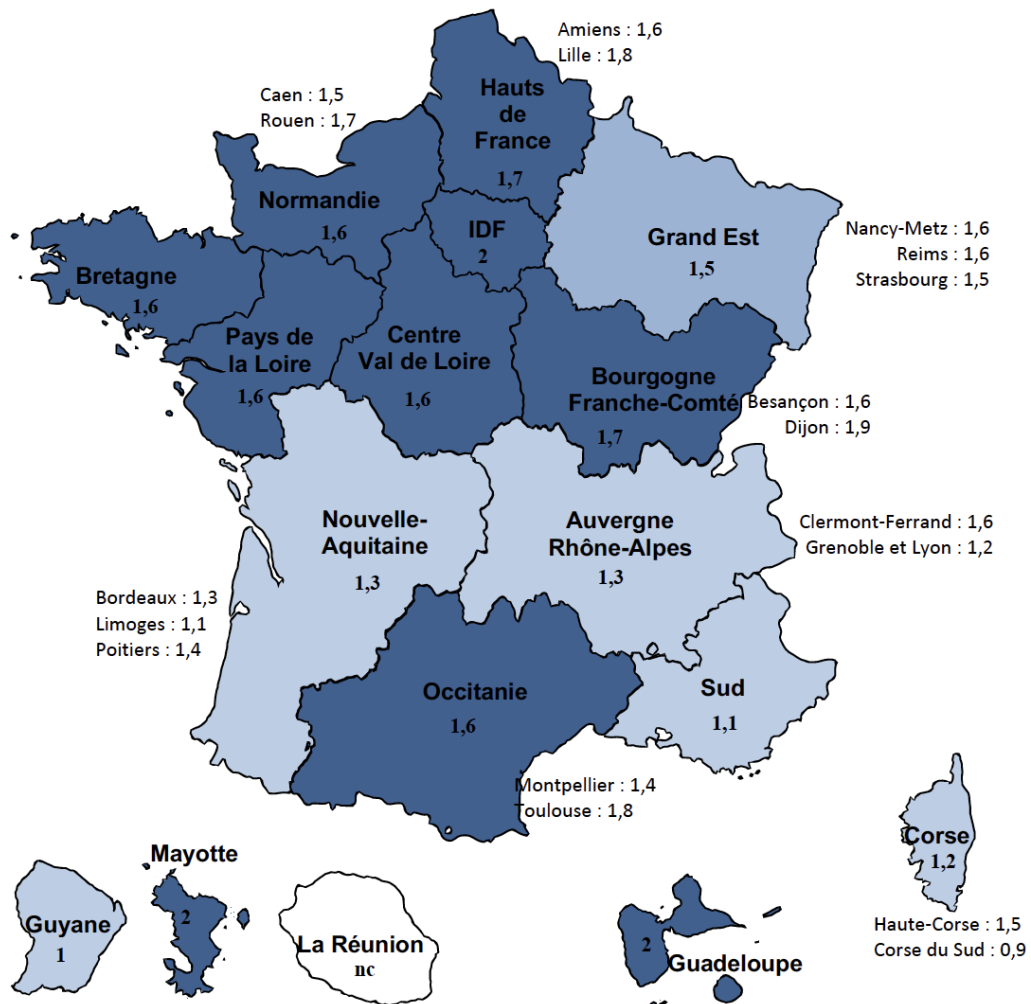 Amiens : 1,6
Lille : 1,8
Hauts
de
France
1,7
Caen : 1,5
Rouen : 1,7
Normandie
1,6
IDF
2
Grand Est
1,5
Nancy-Metz : 1,6
Reims : 1,6
Strasbourg : 1,5
Bretagne
1,6
Pays de
la Loire
1,6
Centre
Val de Loire
1,6
Bourgogne
Franche-Comté
1,7
Besançon : 1,6
Dijon : 1,9
Nouvelle-
Aquitaine
1,3
Auvergne
Rhône-Alpes
1,3
Clermont-Ferrand : 1,6
Grenoble et Lyon : 1,2
Bordeaux : 1,3
Limoges : 1,1
Poitiers : 1,4
Occitanie
1,6
Sud
1,1
Montpellier : 1,4
Toulouse : 1,8
Corse
1,2
Haute-Corse : 1,5
Corse du Sud : 0,9
Guyane
1
Mayotte
2
La Réunion
nc
2
Guadeloupe